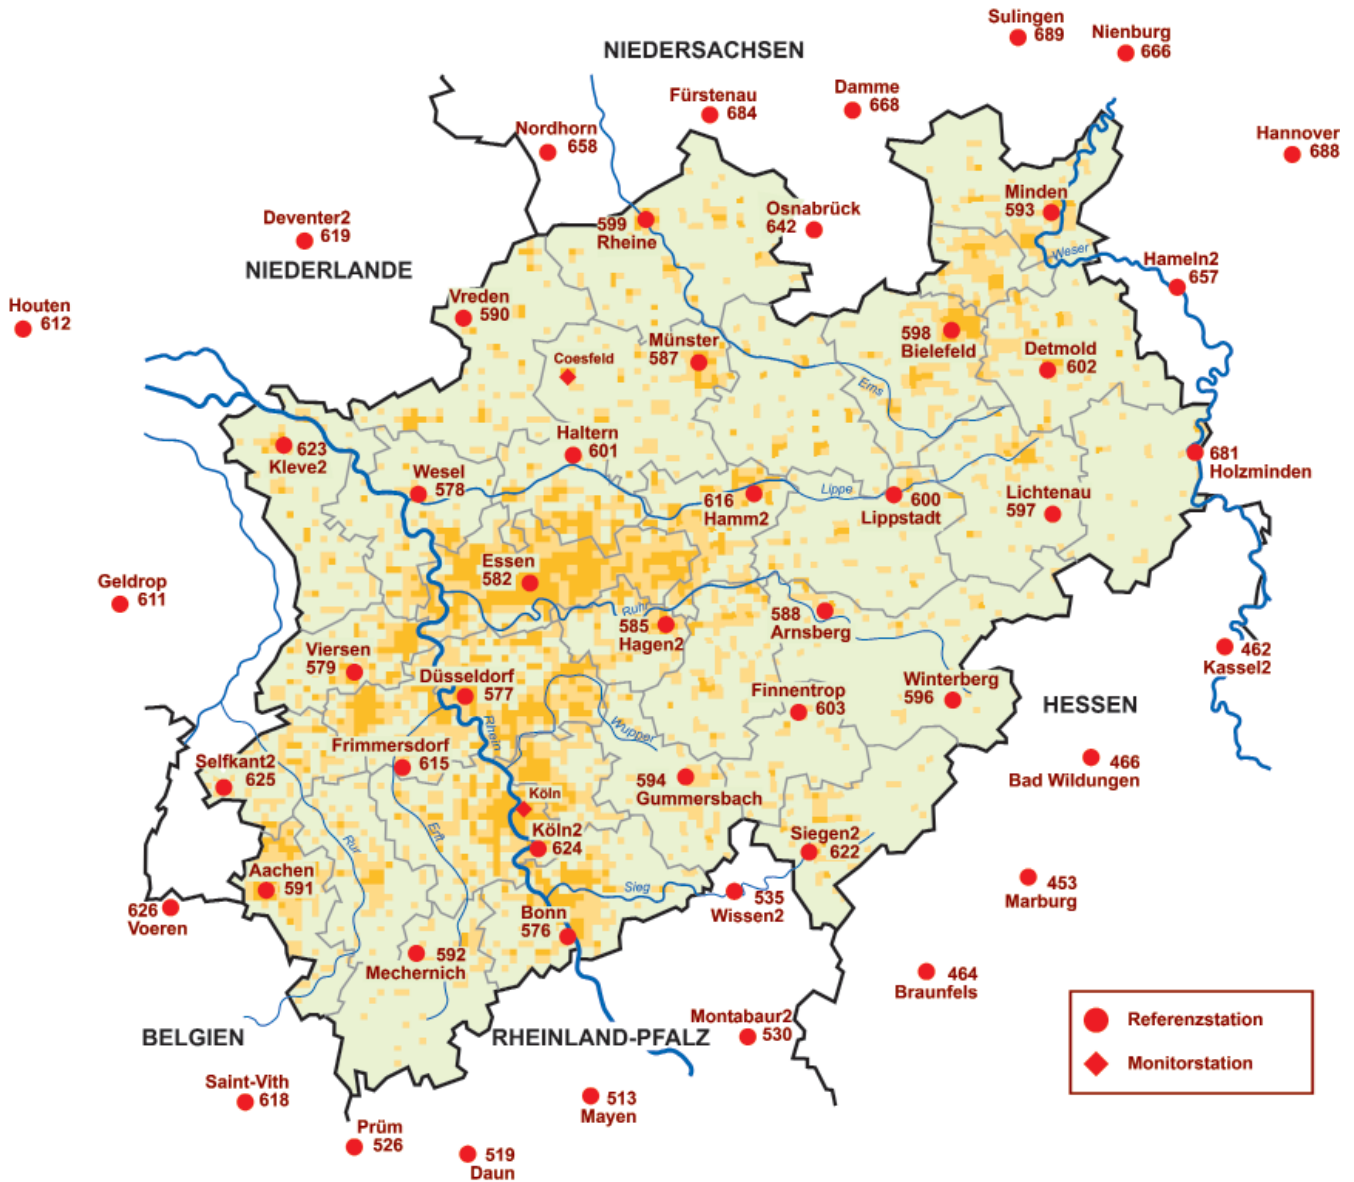 Sulingen
689
Nienburg
666
NIEDERSACHSEN
Damme
668
Fürstenau
684
Nordhorn
658
Hannover
688
Minden
593
Osnabrück
642
Deventer2
619
599
Rheine
NIEDERLANDE
Weser
Hameln2
657
Houten
612
Vreden
590
598
Bielefeld
Münster
587
Detmold
602
Coesfeld
Ems
Haltern
601
623
Kleve2
681
Holzminden
Wesel
578
Lippe
616
Hamm2
600
Lippstadt
Lichtenau
597
Essen
582
Geldrop
611
Ruhr
585
Hagen2
588
Arnsberg
462
Kassel2
Viersen
579
Düsseldorf
577
Finnentrop
603
Winterberg
596
HESSEN
Rhein
Wupper
Frimmersdorf
615
Selfkant2
625
466
Bad Wildungen
594
Gummersbach
Köln
Erft
Rur
Köln2
624
Siegen2
622
Aachen
591
Sieg
535
Wissen2
453
Marburg
626
Voeren
Bonn
576
592
Mechernich
464
Braunfels
Montabaur2
530
BELGIEN
RHEINLAND-PFALZ
Referenzstation
Monitorstation
Saint-Vith
618
513
Mayen
Prüm
526
519
Daun